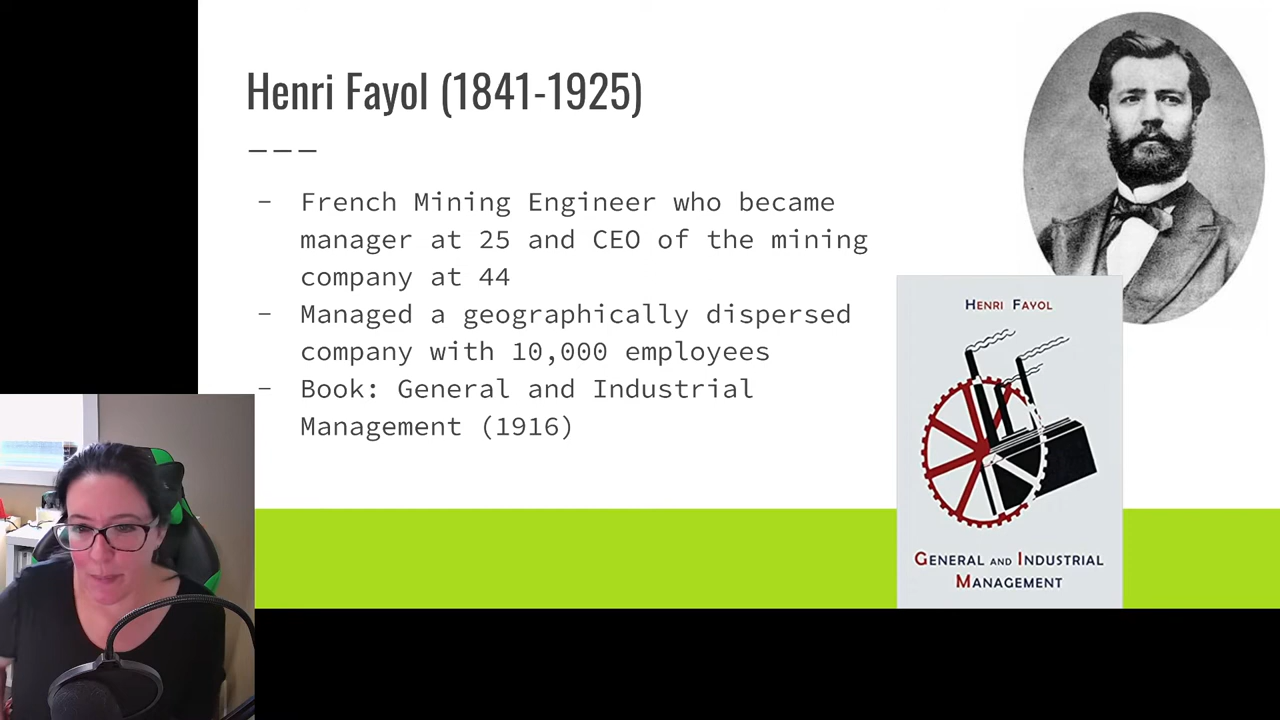 Henri Fayol (1841-1925)
- French Mining Engineer who became
manager at 25 and CEO of the mining
company at 44
- Managed a geographically dispersed
company with 10,000 employees
- Book: General and Industrial
Management (1916)
HENRI FAYOL
GENERAL AND INDUSTRIAL
MANAGEMENT